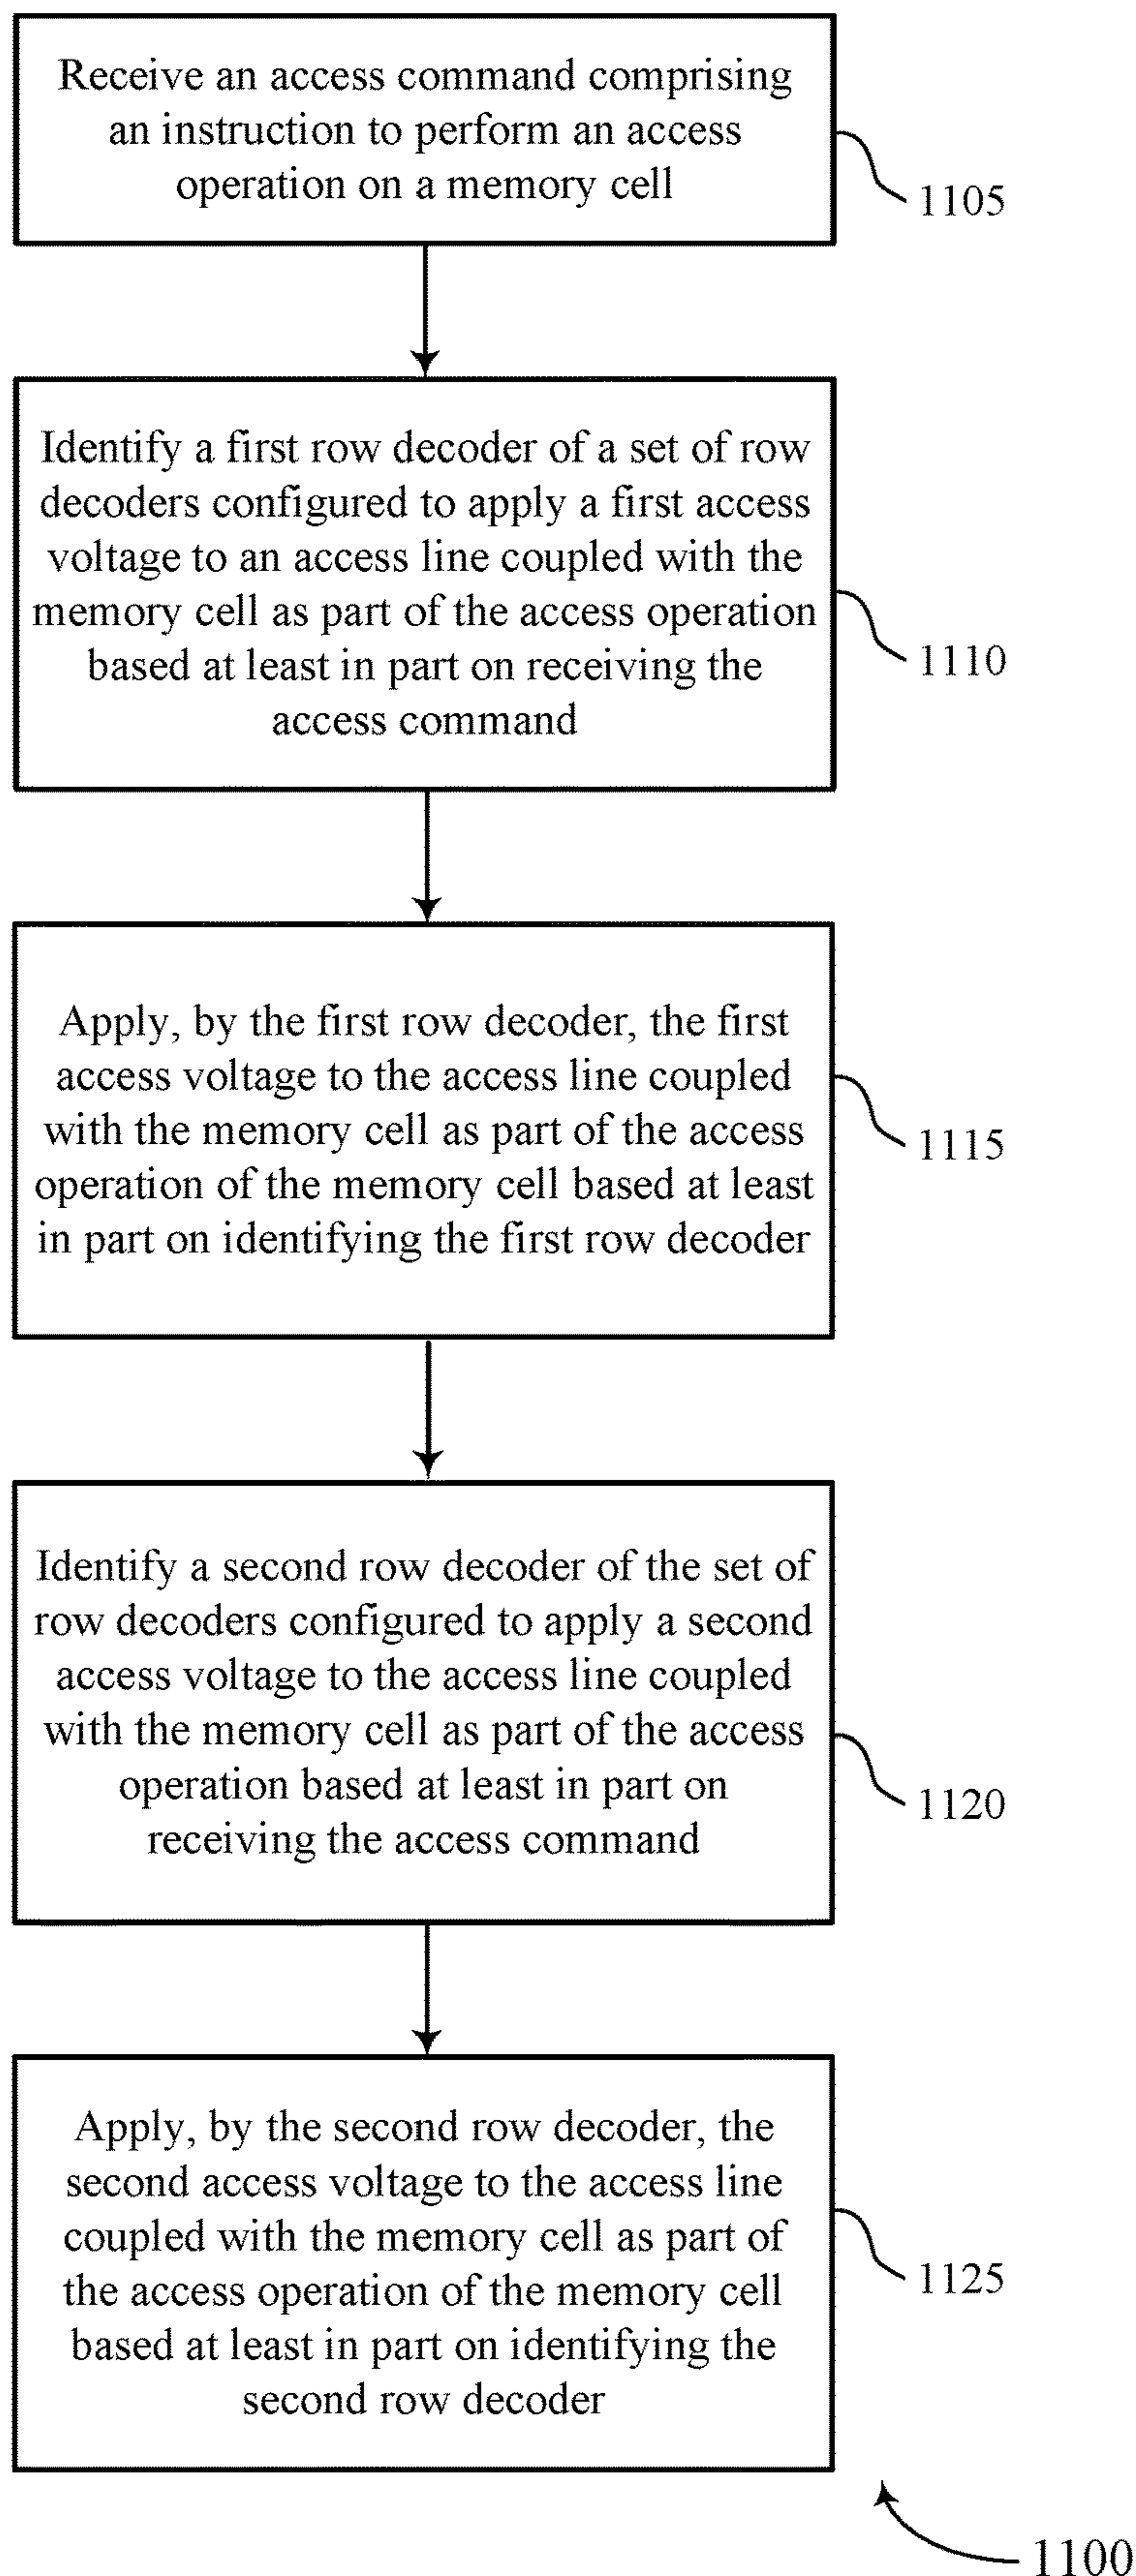 Receive an access command comprising
an instruction to perform an access
operation on a memory cell
1105
Identify a first row decoder of a set of row
decoders configured to apply a first access
voltage to an access line coupled with the
memory cell as part of the access operation
based at least in part on receiving the
access command
1110
Apply, by the first row decoder, the first
access voltage to the access line coupled
with the memory cell as part of the access
operation of the memory cell based at least
in part on identifying the first row decoder
1115
Identify a second row decoder of the set of
row decoders configured to apply a second
access voltage to the access line coupled
with the memory cell as part of the access
operation based at least in part on
receiving the access command
1120
Apply, by the second row decoder, the
second access voltage to the access line
coupled with the memory cell as part of
the access operation of the memory cell
based at least in part on identifying the
second row decoder
1125
1100